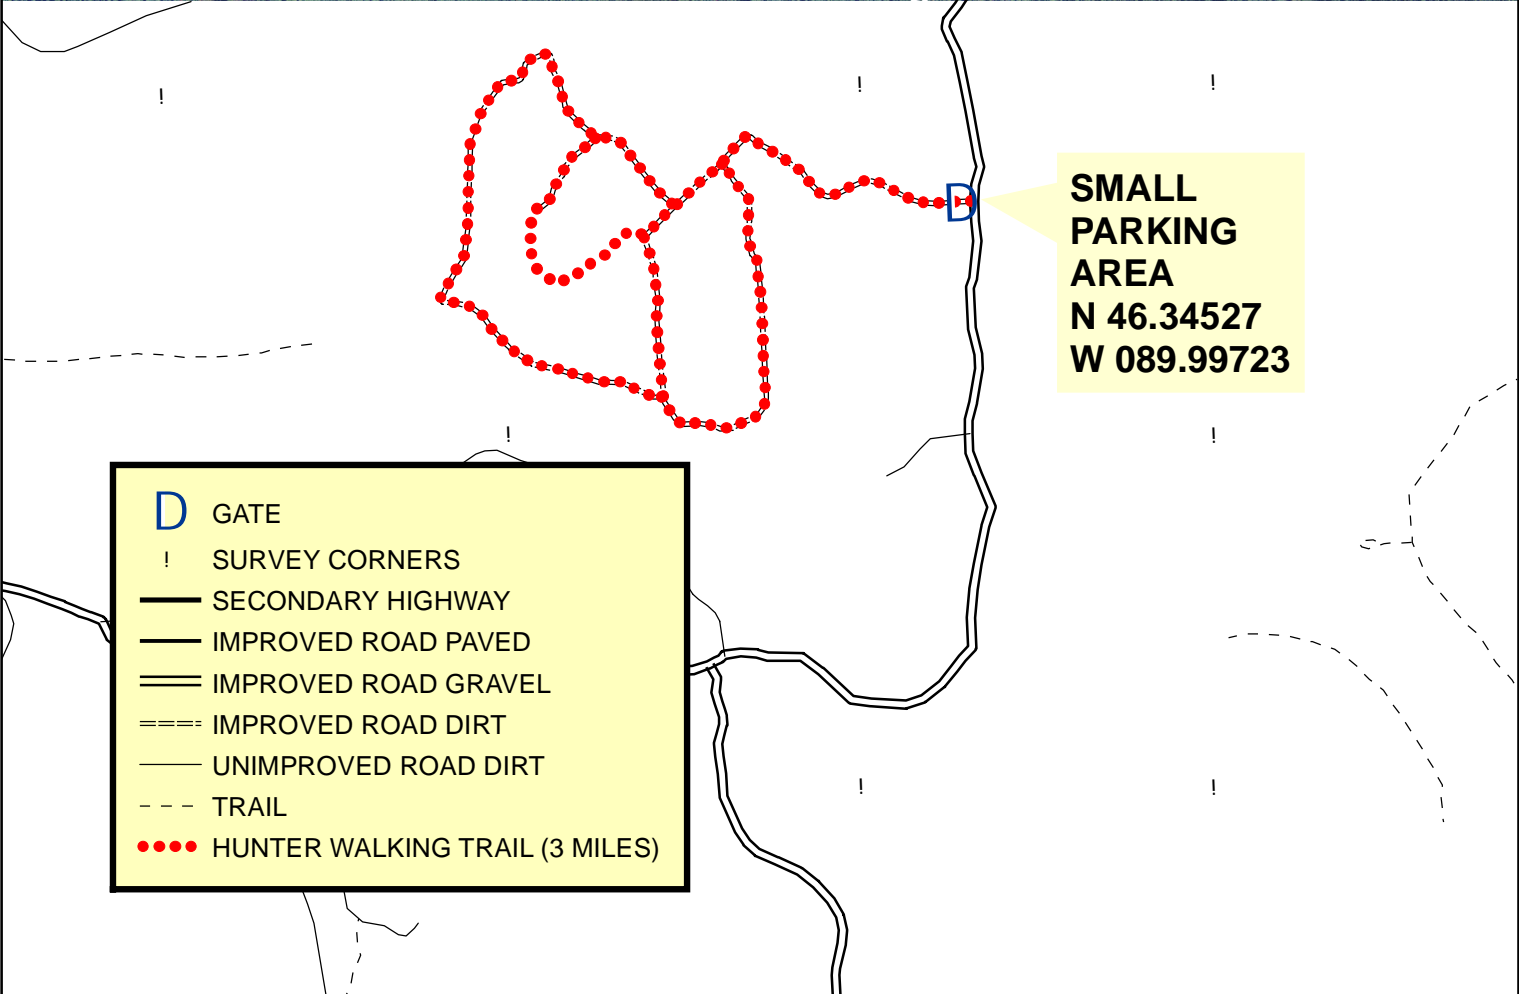 !
!
!
D
SMALL
PARKING
AREA
N 46.34527
W 089.99723
!
!
D GATE
! SURVEY CORNERS
SECONDARY HIGHWAY
IMPROVED ROAD PAVED
IMPROVED ROAD GRAVEL
IMPROVED ROAD DIRT
UNIMPROVED ROAD DIRT
TRAIL
HUNTER WALKING TRAIL (3 MILES)
!
!